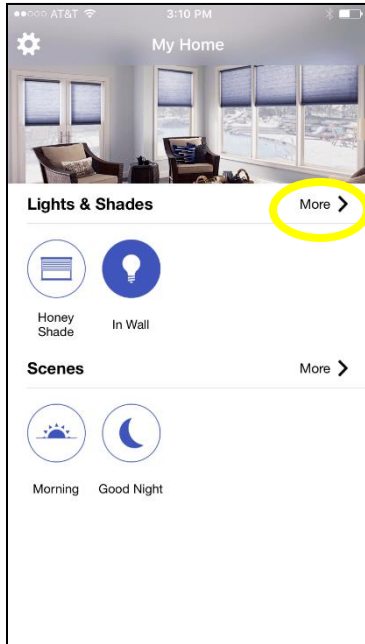 AT&T 3:10 PM
My Home
Lights & Shades More
Honey
Shade
In Wall
Scenes More
Morning Good Night